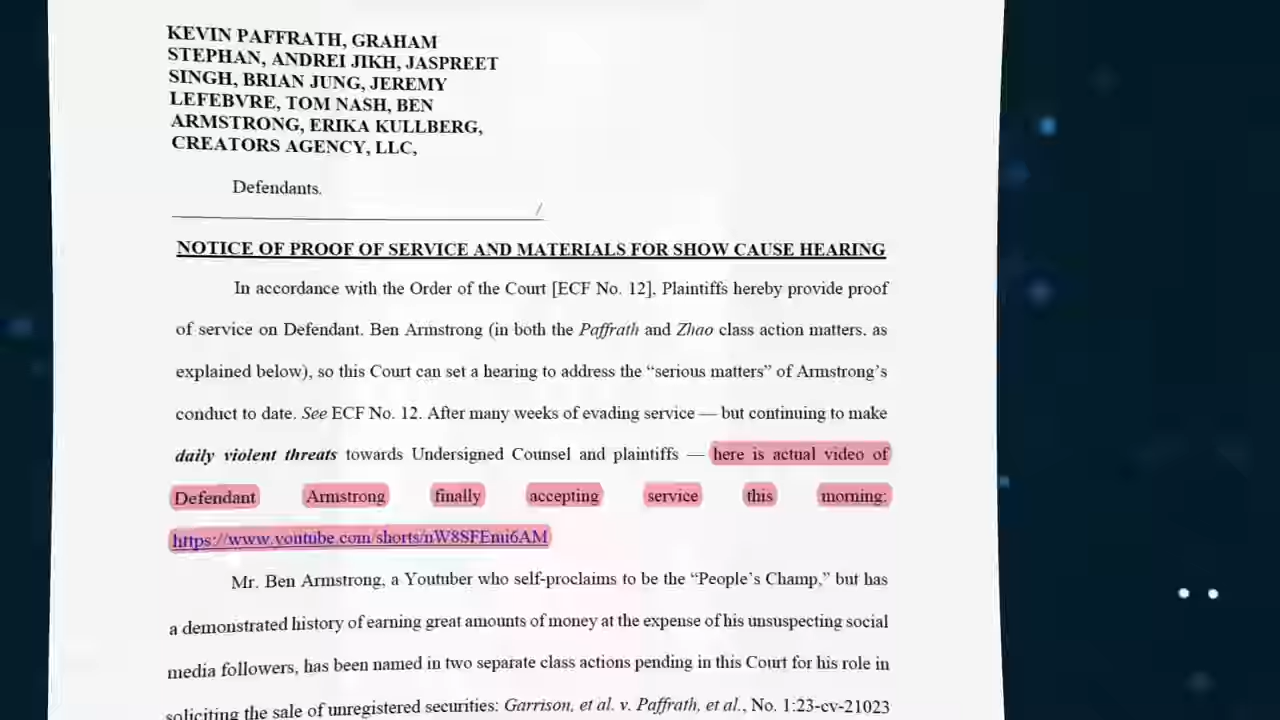 KEVIN PAFFRATH, GRAHAM
STEPHAN, ANDREI JIKH, JASPREET
SINGH, BRIAN JUNG, JEREMY
LEFEBVRE, TOM NASH, BEN
ARMSTRONG, ERIKA KULLBERG,
CREATORS AGENCY, LLC,
Defendants.
/
NOTICE OF PROOF OF SERVICE AND MATERIALS FOR SHOW CAUSE HEARING
In accordance with the Order of the Court [ECF No. 12], Plaintiffs hereby provide proof
of service on Defendant. Ben Armstrong (in both the Paffrath and Zhao class action matters. as
explained below), so this Court can set a hearing to address the “serious matters” of Armstrong’s
conduct to date. See ECF No. 12. After many weeks of evading service — but continuing to make
daily violent threats towards Undersigned Counsel and plaintiffs — here is actual video of
Defendant Armstrong finally accepting service this morning:
https://www.youtube.com/shorts/nW8SFEmi6AM
Mr. Ben Armstrong, a Youtuber who self-proclaims to be the “People’s Champ,” but has
a demonstrated history of earning great amounts of money at the expense of his unsuspecting social
media followers, has been named in two separate class actions pending in this Court for his role in
soliciting the sale of unregistered securities: Garrison, et al. v. Paffrath, et al., No. 1:23-cv-21023